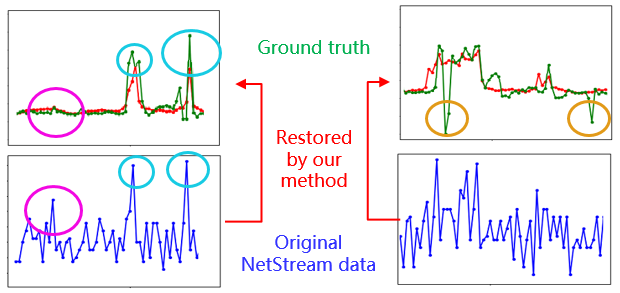 Ground truth
Restored
by our
method
Original
NetStream data